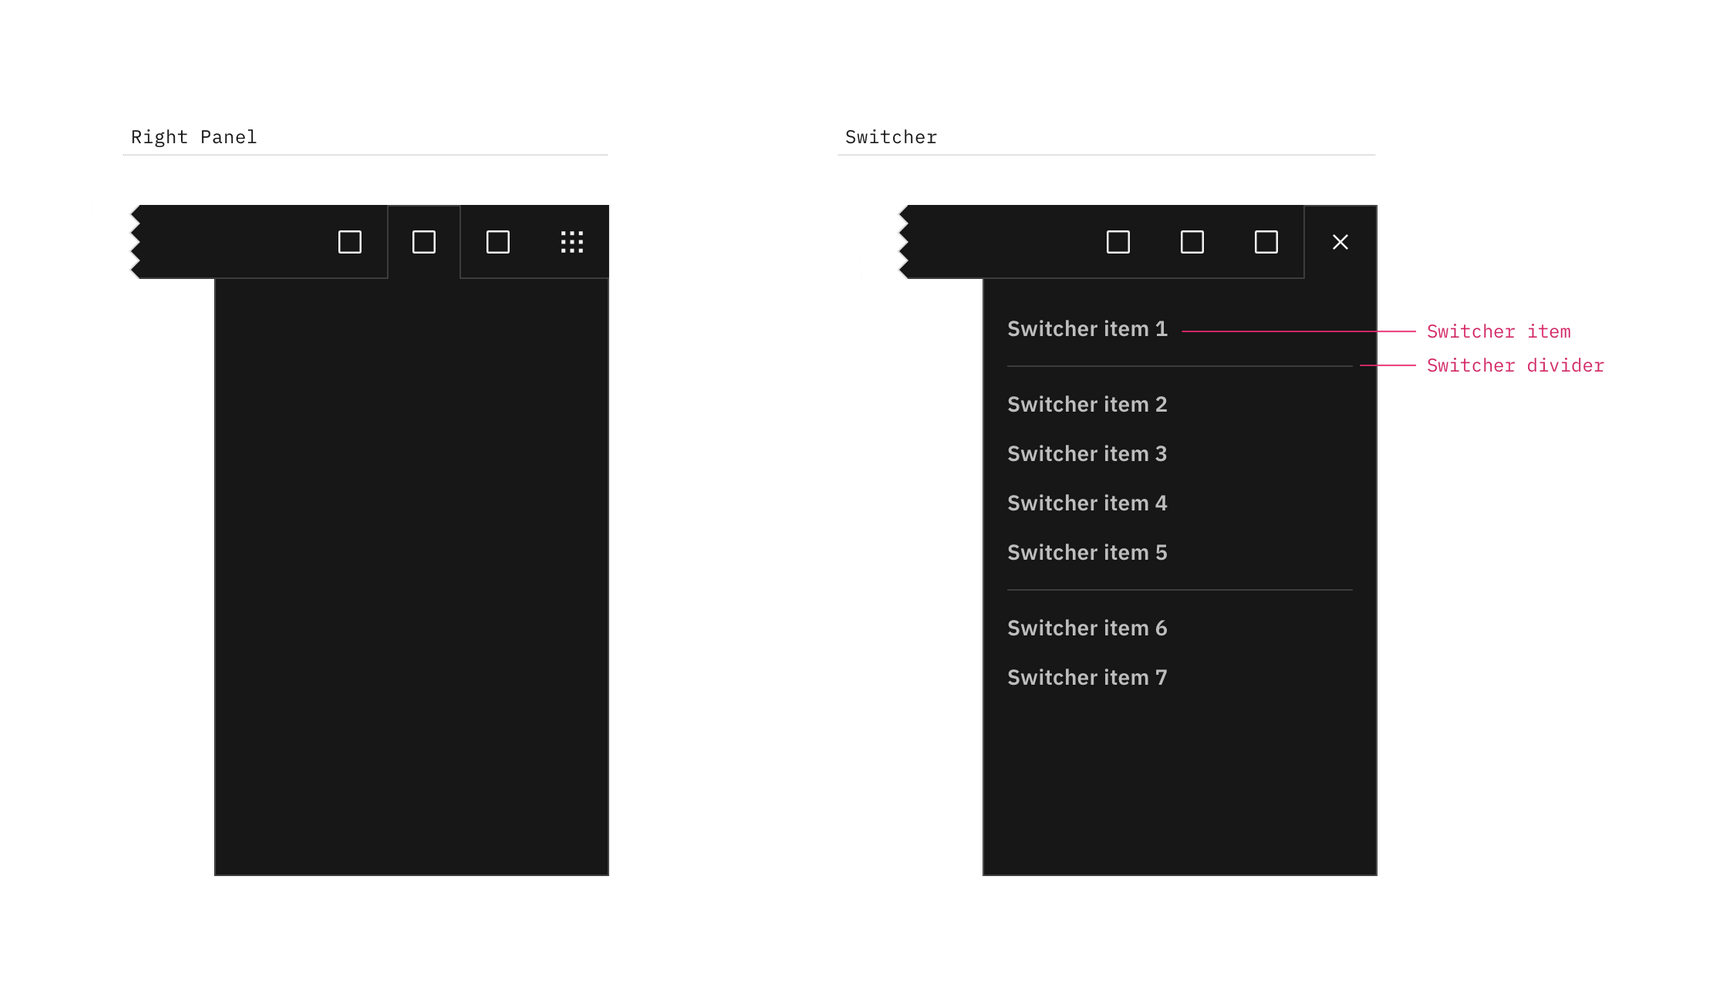 Right Panel
Switcher
Switcher item 1
Switcher item
Switcher divider
Switcher item 2
Switcher item 3
Switcher item 4
Switcher item 5
Switcher item 6
Switcher item 7